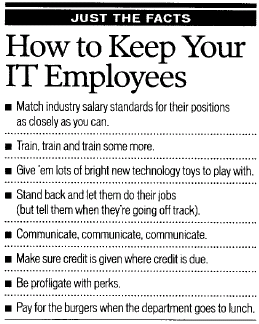 JUST THE FACTS
How to Keep Your
IT Employees
■ Match industry salary standards for their positions
as closely as you can.
■ Train, train and train some more.
■ Give 'em lots of bright new technology toys to play with.
■ Stand back and let them do their jobs
(but tell them when they're going off track).
■ Communicate, communicate, communicate.
■ Make sure credit is given where credit is due.
■ Be profligate with perks.
■ Pay for the burgers when the department goes to lunch.